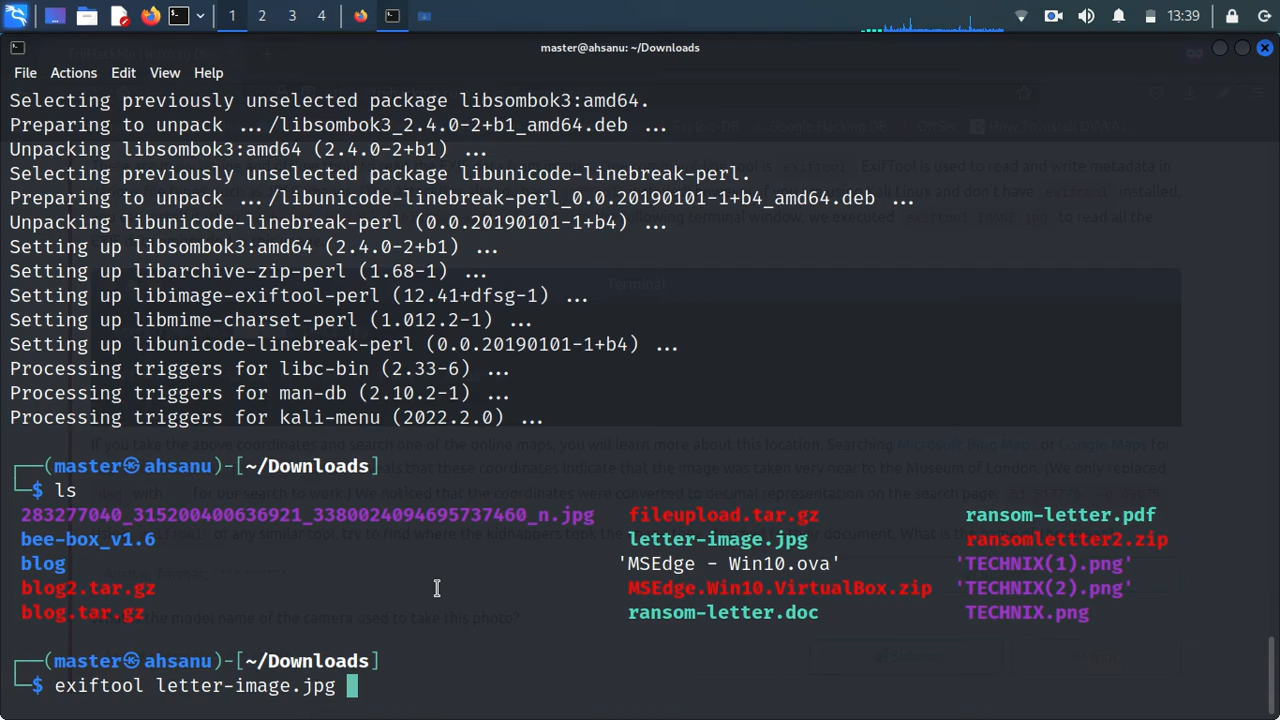 1 2 3 4 13:39
master@ahsanu: ~/Downloads
File Actions Edit View Help
Selecting previously unselected package libsombok3:amd64.
Preparing to unpack .../libsombok3_2.4.0-2+b1_amd64.deb ...
Unpacking libsombok3:amd64 (2.4.0-2+b1) ...
Selecting previously unselected package libunicode-linebreak-perl.
Preparing to unpack .../libunicode-linebreak-perl_0.0.20190101-1+b4_amd64.deb ...
Unpacking libunicode-linebreak-perl (0.0.20190101-1+b4) ...
Setting up libsombok3:amd64 (2.4.0-2+b1) ...
Setting up libarchive-zip-perl (1.68-1) ...
Setting up libimage-exiftool-perl (12.41+dfsg-1) ...
Setting up libmime-charset-perl (1.012.2-1) ...
Setting up libunicode-linebreak-perl (0.0.20190101-1+b4) ...
Processing triggers for libc-bin (2.33-6) ...
Processing triggers for man-db (2.10.2-1) ...
Processing triggers for kali-menu (2022.2.0) ...
┌──(master㉿ahsanu)-[~/Downloads]
└─$ ls
283277040_315200400636921_3380024094695737460_n.jpg fileupload.tar.gz ransom-letter.pdf
bee-box_v1.6 letter-image.jpg ransomlettter2.zip
blog 'MSEdge - Win10.ova' 'TECHNIX(1).png'
blog2.tar.gz MSEdge.Win10.VirtualBox.zip 'TECHNIX(2).png'
blog.tar.gz ransom-letter.doc TECHNIX.png
┌──(master㉿ahsanu)-[~/Downloads]
└─$ exiftool letter-image.jpg